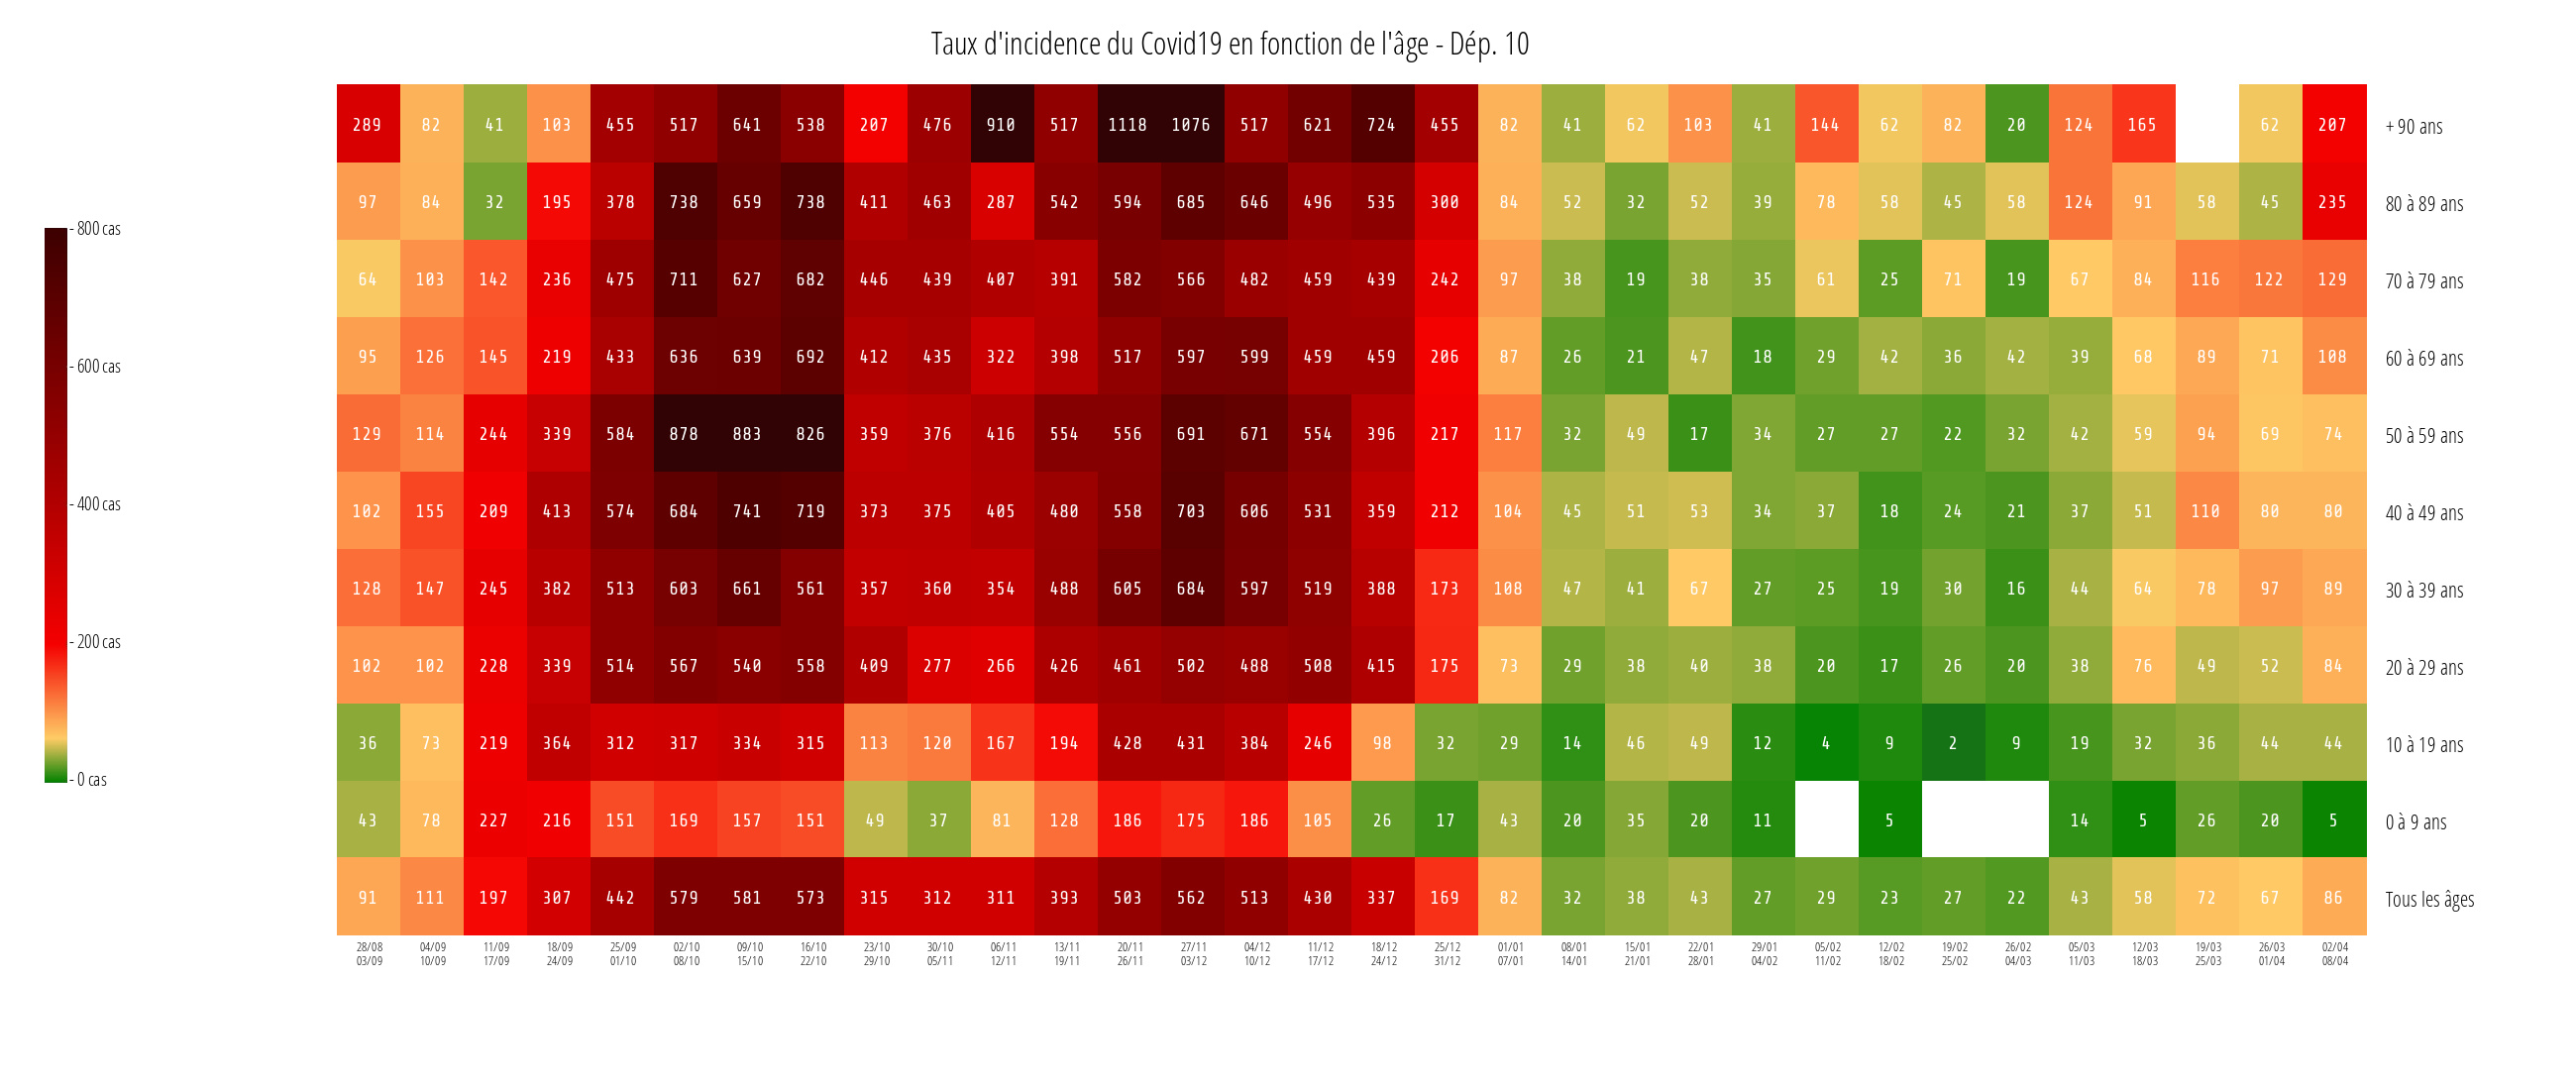 Taux d'incidence du Covid19 en fonction de l'âge - Dép. 10
289 82 41 103 455 517 641 538 207 476 910 517 1118 1076 517 621 724 455 82 41 62 103 41 144 62 82 20 124 165 62 207 + 90 ans
97 84 32 195 378 738 659 738 411 463 287 542 594 685 646 496 535 300 84 52 32 52 39 78 58 45 58 124 91 58 45 235 80 à 89 ans
64 103 142 236 475 711 627 682 446 439 407 391 582 566 482 459 439 242 97 38 19 38 35 61 25 71 19 67 84 116 122 129 70 à 79 ans
95 126 145 219 433 636 639 692 412 435 322 398 517 597 599 459 459 206 87 26 21 47 18 29 42 36 42 39 68 89 71 108 60 à 69 ans
129 114 244 339 584 878 883 826 359 376 416 554 556 691 671 554 396 217 117 32 49 17 34 27 27 22 32 42 59 94 69 74 50 à 59 ans
102 155 209 413 574 684 741 719 373 375 405 480 558 703 606 531 359 212 104 45 51 53 34 37 18 24 21 37 51 110 80 80 40 à 49 ans
128 147 245 382 513 603 661 561 357 360 354 488 605 684 597 519 388 173 108 47 41 67 27 25 19 30 16 44 64 78 97 89 30 à 39 ans
102 102 228 339 514 567 540 558 409 277 266 426 461 502 488 508 415 175 73 29 38 40 38 20 17 26 20 38 76 49 52 84 20 à 29 ans
36 73 219 364 312 317 334 315 113 120 167 194 428 431 384 246 98 32 29 14 46 49 12 4 9 2 9 19 32 36 44 44 10 à 19 ans
43 78 227 216 151 169 157 151 49 37 81 128 186 175 186 105 26 17 43 20 35 20 11 5 14 5 26 20 5 0 à 9 ans
91 111 197 307 442 579 581 573 315 312 311 393 503 562 513 430 337 169 82 32 38 43 27 29 23 27 22 43 58 72 67 86 Tous les âges
28/08 04/09 11/09 18/09 25/09 02/10 09/10 16/10 23/10 30/10 06/11 13/11 20/11 27/11 04/12 11/12 18/12 25/12 01/01 08/01 15/01 22/01 29/01 05/02 12/02 19/02 26/02 05/03 12/03 19/03 26/03 02/04
03/09 10/09 17/09 24/09 01/10 08/10 15/10 22/10 29/10 05/11 12/11 19/11 26/11 03/12 10/12 17/12 24/12 31/12 07/01 14/01 21/01 28/01 04/02 11/02 18/02 25/02 04/03 11/03 18/03 25/03 01/04 08/04
- 800 cas
- 600 cas
- 400 cas
- 200 cas
- 0 cas